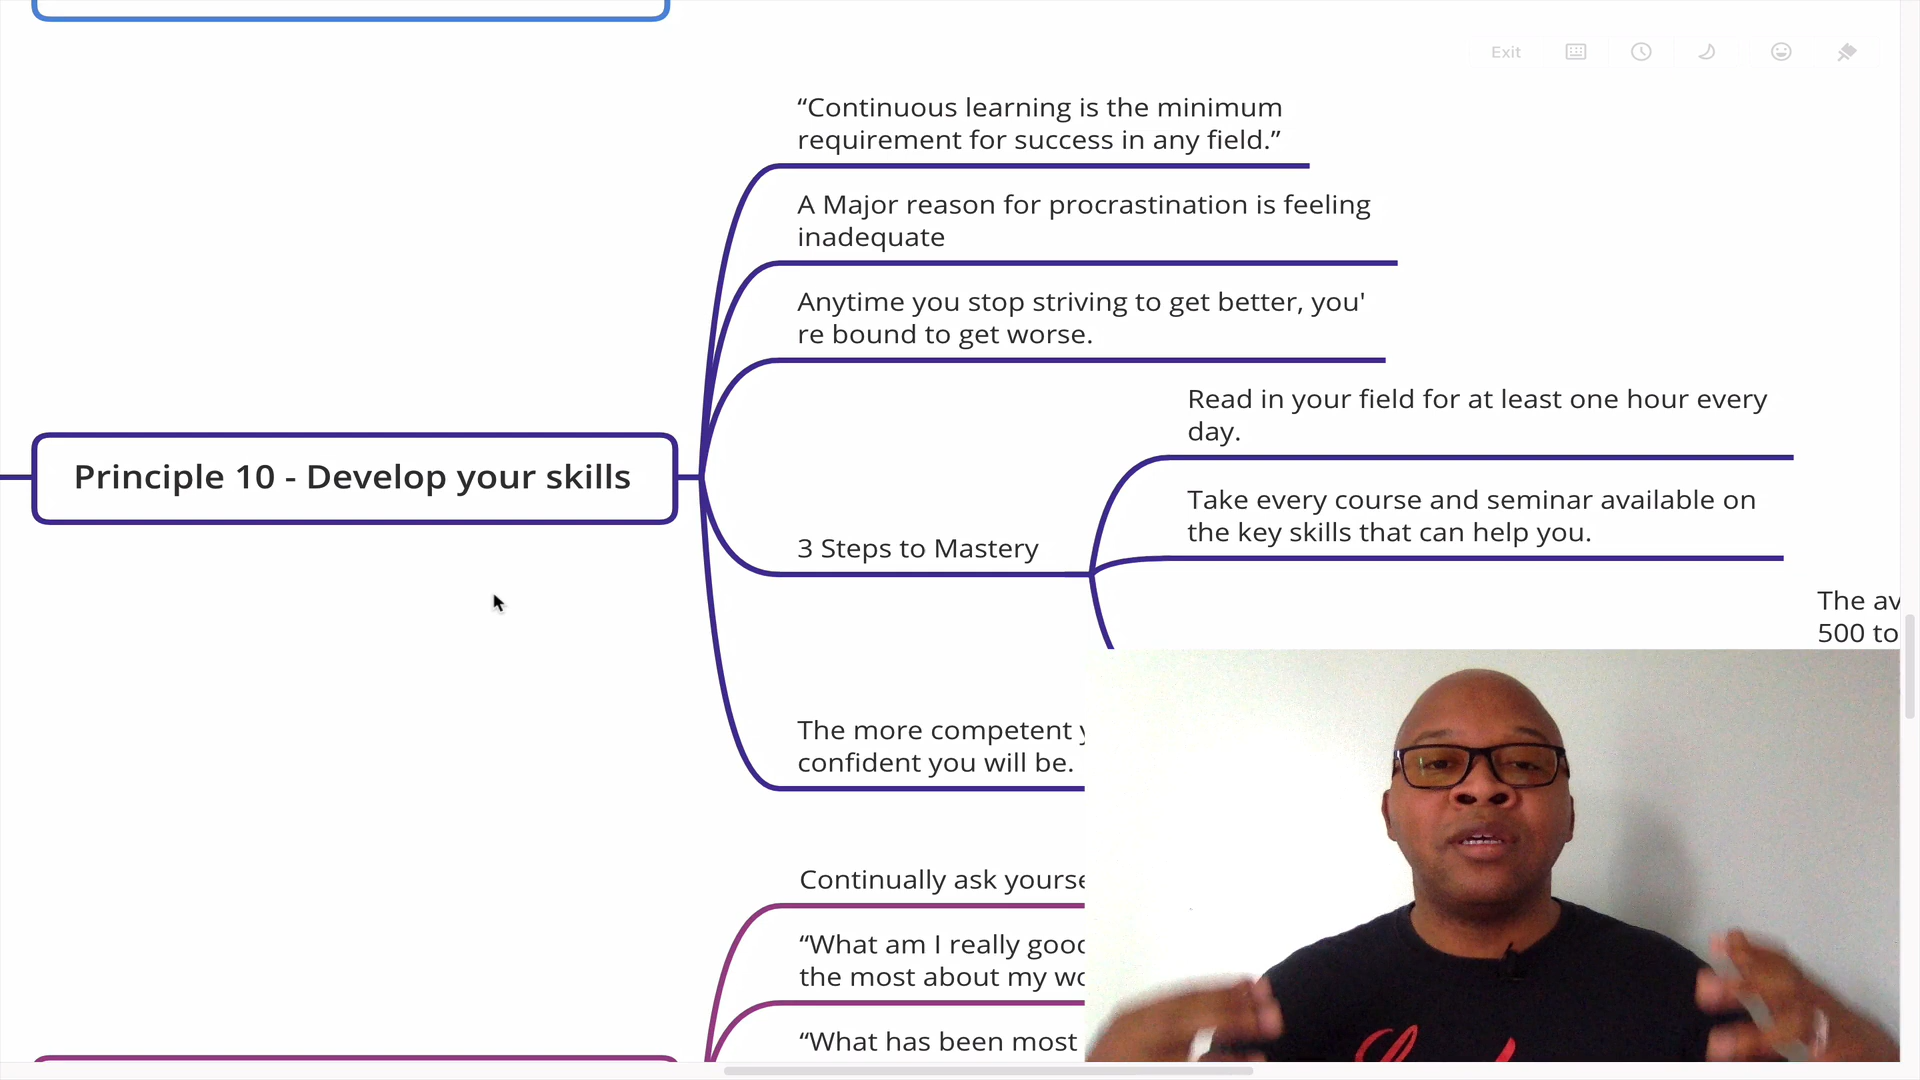 Exit
“Continuous learning is the minimum
requirement for success in any field.”
A Major reason for procrastination is feeling
inadequate
Anytime you stop striving to get better, you'
re bound to get worse.
Principle 10 - Develop your skills
3 Steps to Mastery
Read in your field for at least one hour every
day.
Take every course and seminar available on
the key skills that can help you.
The av
500 to
The more competent
confident you will be.
Continually ask yourse
“What am I really good
the most about my wo
“What has been most